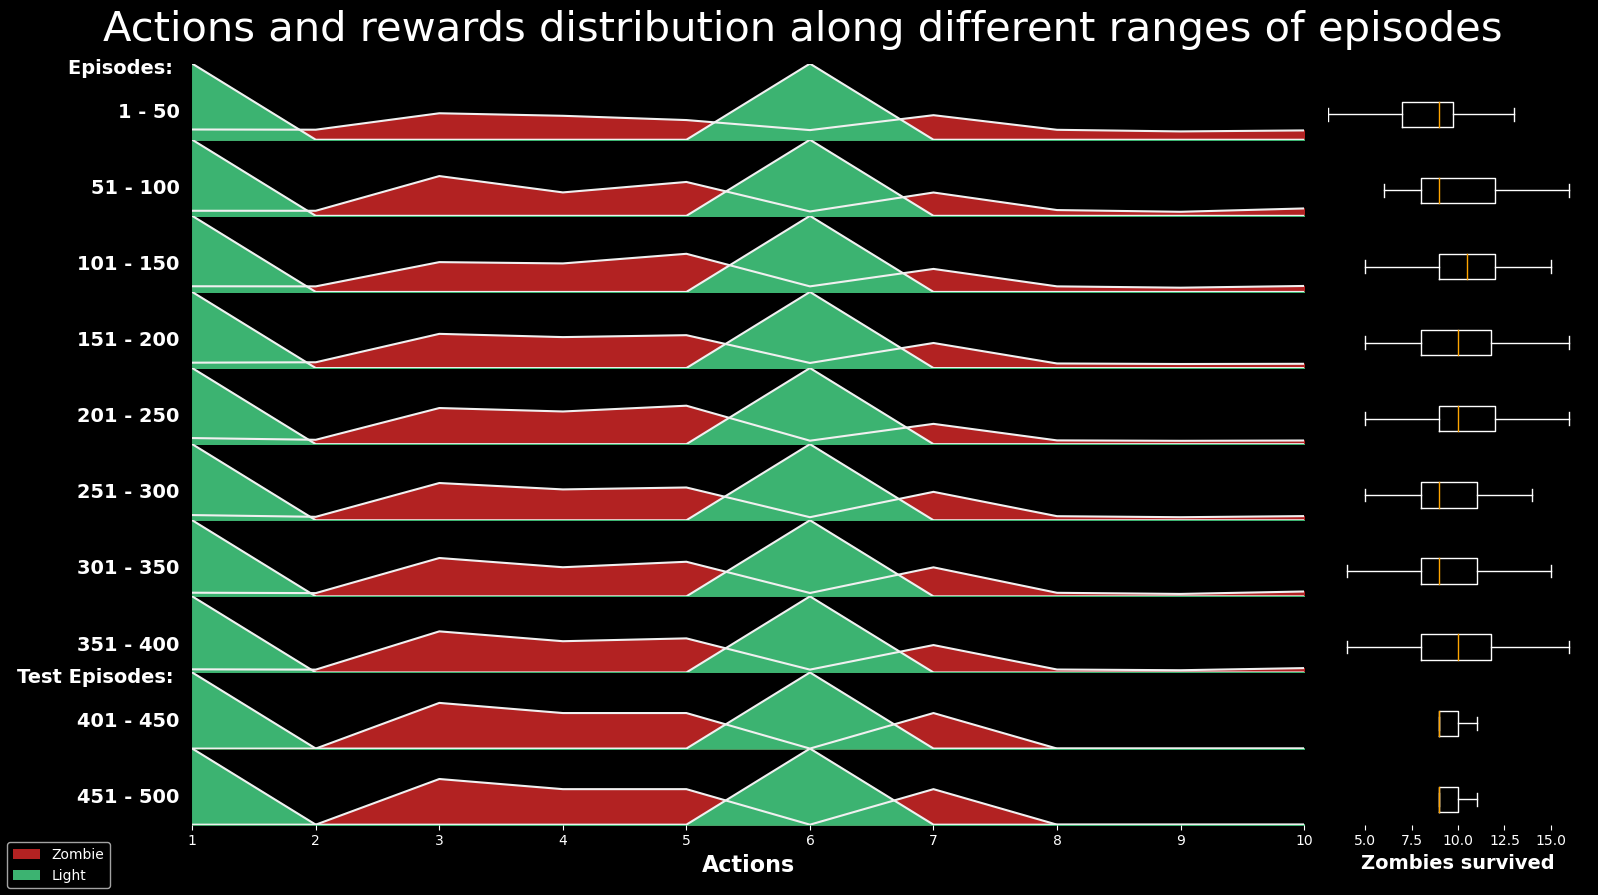 Actions and rewards distribution along different ranges of episodes
Episodes:
1 - 50
51 - 100
101 - 150
151 - 200
201 - 250
251 - 300
301 - 350
351 - 400
Test Episodes:
401 - 450
451 - 500
1 2 3 4 5 6 7 8 9 10
5.0 7.5 10.0 12.5 15.0
Actions
Zombies survived
Zombie
Light